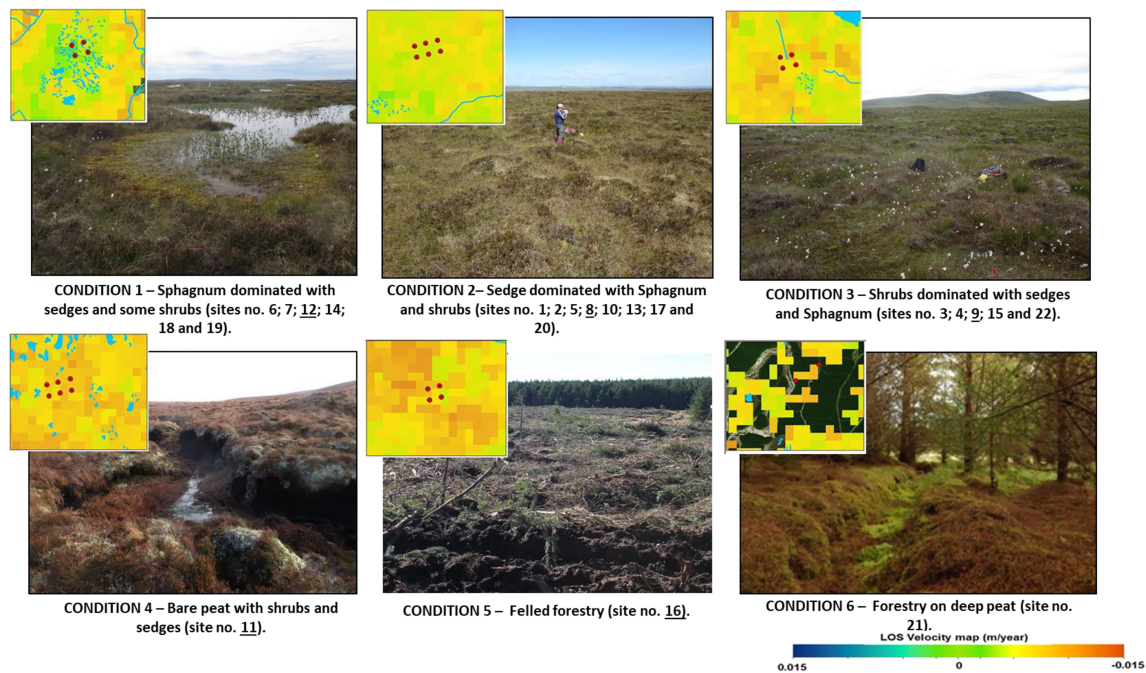 CONDITION 1 – Sphagnum dominated with
sedges and some shrubs (sites no. 6; 7; 12; 14;
18 and 19).
CONDITION 2– Sedge dominated with Sphagnum
and shrubs (sites no. 1; 2; 5; 8; 10; 13; 17 and
20).
CONDITION 3 – Shrubs dominated with sedges
and Sphagnum (sites no. 3; 4; 9; 15 and 22).
CONDITION 4 – Bare peat with shrubs and
sedges (site no. 11).
CONDITION 5 – Felled forestry (site no. 16).
CONDITION 6 – Forestry on deep peat (site no.
21).
LOS Velocity map (m/year)
0.015 0 -0.015